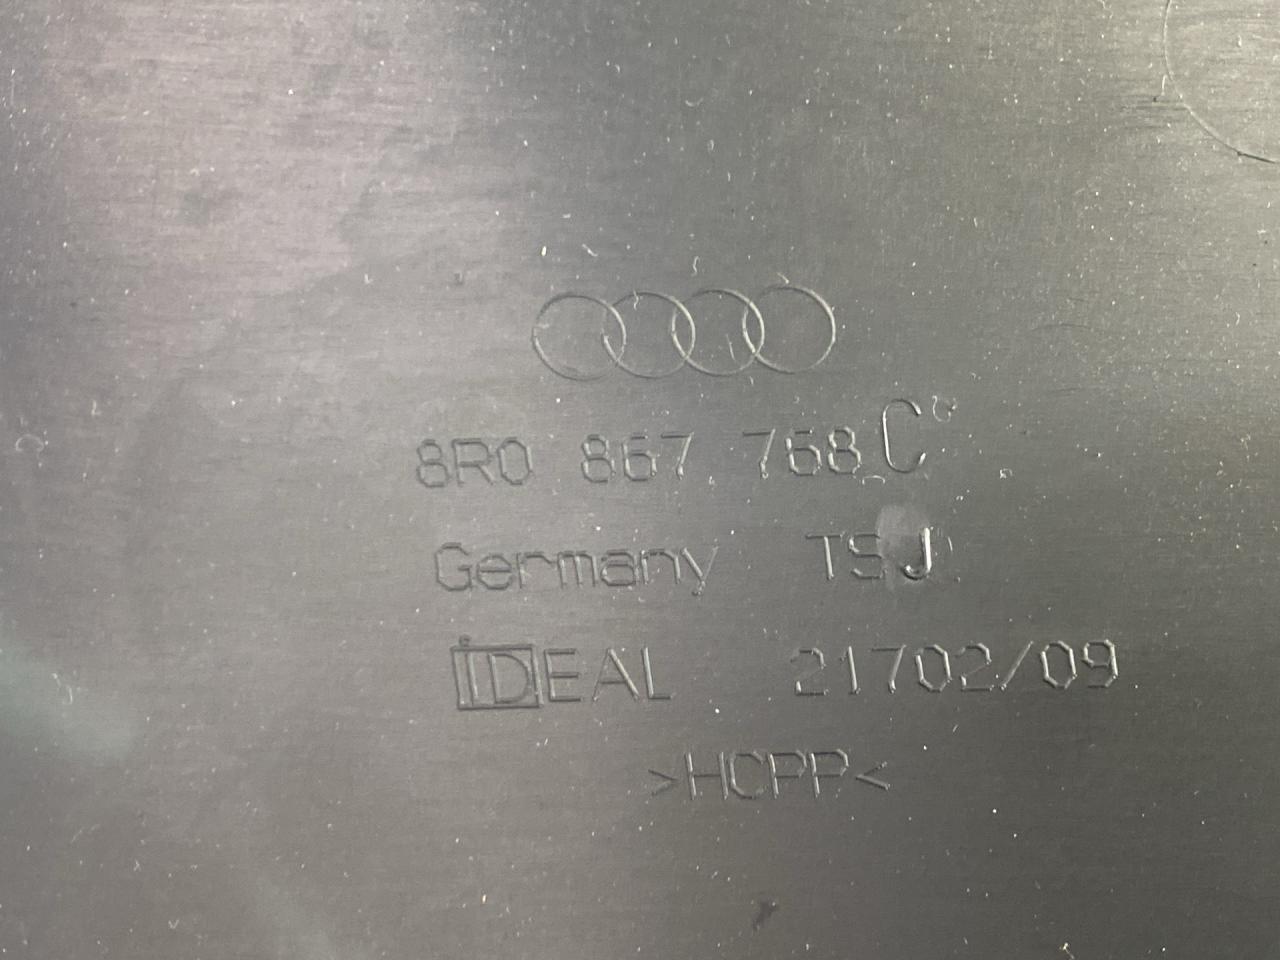 8R0 867 768 C
Germany TSJ
IDEAL 21702/09
>HCPP<